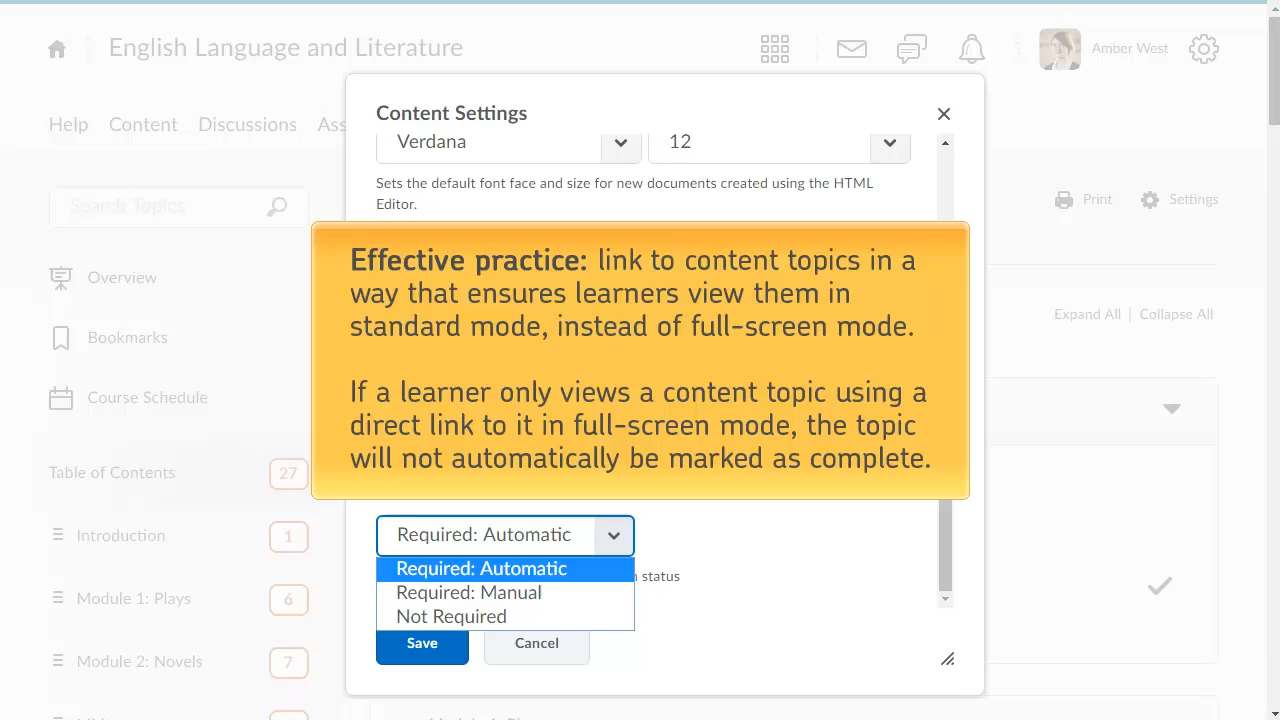 English Language and Literature
Amber West
Help Content Discussions Ass
Content Settings
Verdana
12
Sets the default font face and size for new documents created using the HTML
Editor.
Search Topics
Print
Settings
Overview
Bookmarks
Course Schedule
Expand All | Collapse All
Effective practice: link to content topics in a
way that ensures learners view them in
standard mode, instead of full-screen mode.
If a learner only views a content topic using a
direct link to it in full-screen mode, the topic
will not automatically be marked as complete.
Table of Contents 27
Introduction 1
Module 1: Plays 6
Module 2: Novels 7
Required: Automatic
Required: Automatic
n status
Required: Manual
Not Required
Save
Cancel